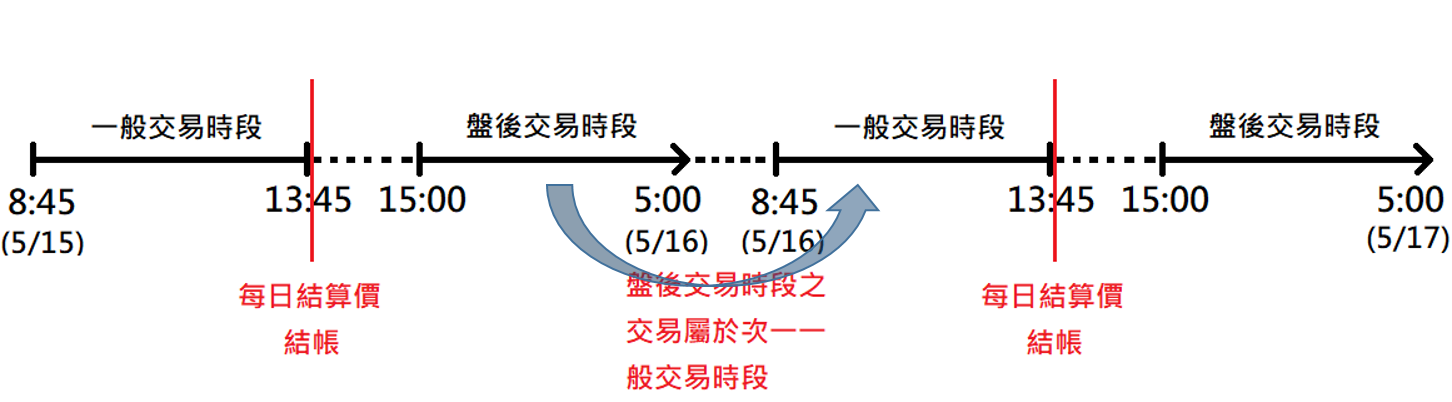 一般交易時段 盤後交易時段 一般交易時段 盤後交易時段
8:45 13:45 15:00 5:00 8:45 13:45 15:00 5:00
(5/15) (5/16) (5/16) (5/17)
每日結算價
結帳
盤後交易時段之
交易屬於次一一
般交易時段
每日結算價
結帳